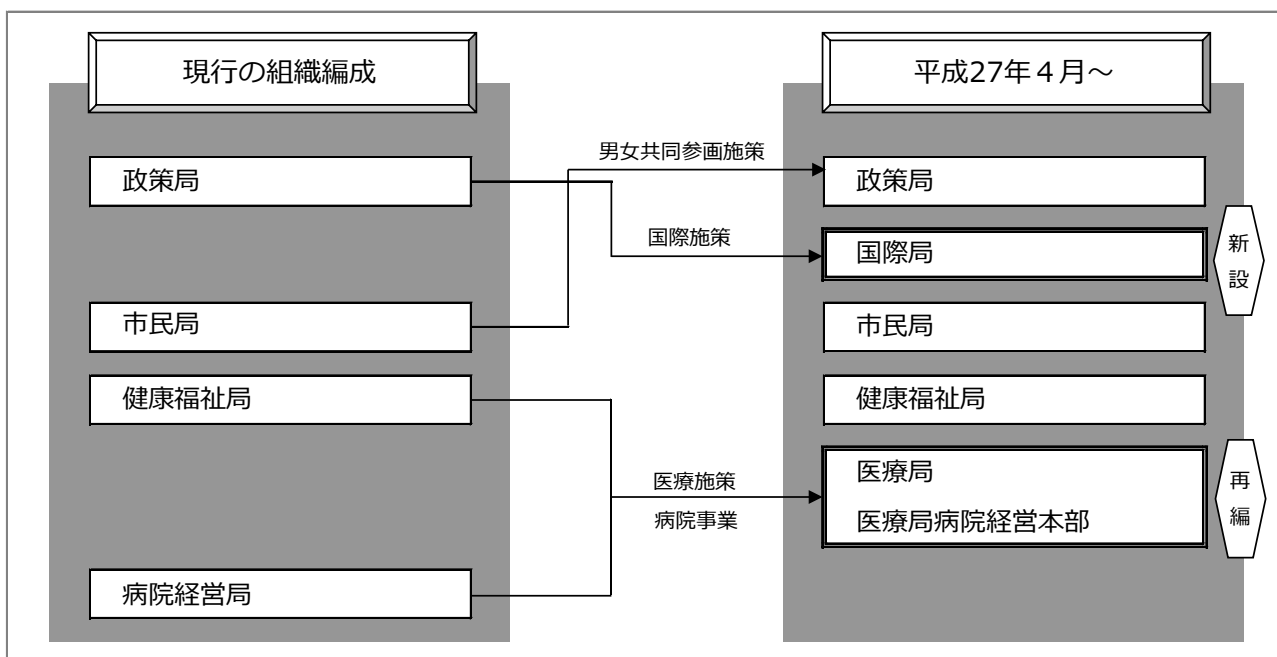 現行の組織編成
平成27年４月～
男女共同参画施策
政策局
政策局
国際施策
国際局
新設
市民局
市民局
健康福祉局
健康福祉局
医療施策
病院事業
医療局
医療局病院経営本部
再編
病院経営局